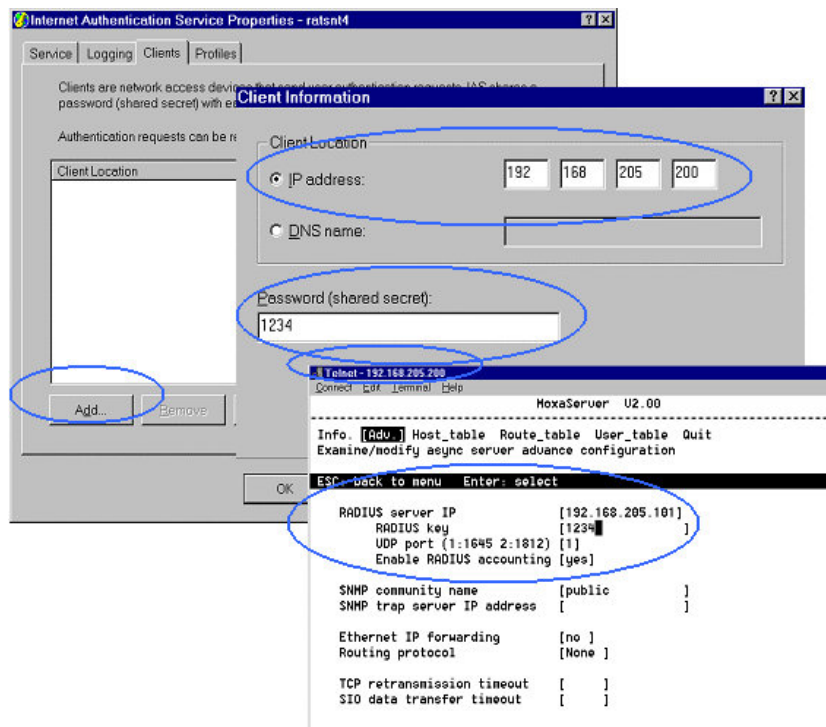 Internet Authentication Service Properties - ratsnt4
Service Logging Clients Profiles
Clients are network access devices that send user authentication requests. IAS shares a
password (shared secret) with
Authentication requests can be
Client Location
Add...
Remove
OK
Client Information
Client Location
IP address: 192 168 205 200
DNS name:
Password (shared secret):
1234
Telnet - 192.168.205.200
Connect Edit Terminal Help
MoxaServer V2.00
Info. [Adv.] Host_table Route_table User_table Quit
Examine/modify async server advance configuration
ESC: back to menu Enter: select
RADIUS server IP [192.168.205.101]
RADIUS key [1234 ]
UDP port (1:1645 2:1812) [1]
Enable RADIUS accounting [yes]
SNMP community name [public ]
SNMP trap server IP address [ ]
Ethernet IP forwarding [no ]
Routing protocol [None ]
TCP retransmission timeout [ ]
SIO data transfer timeout [ ]